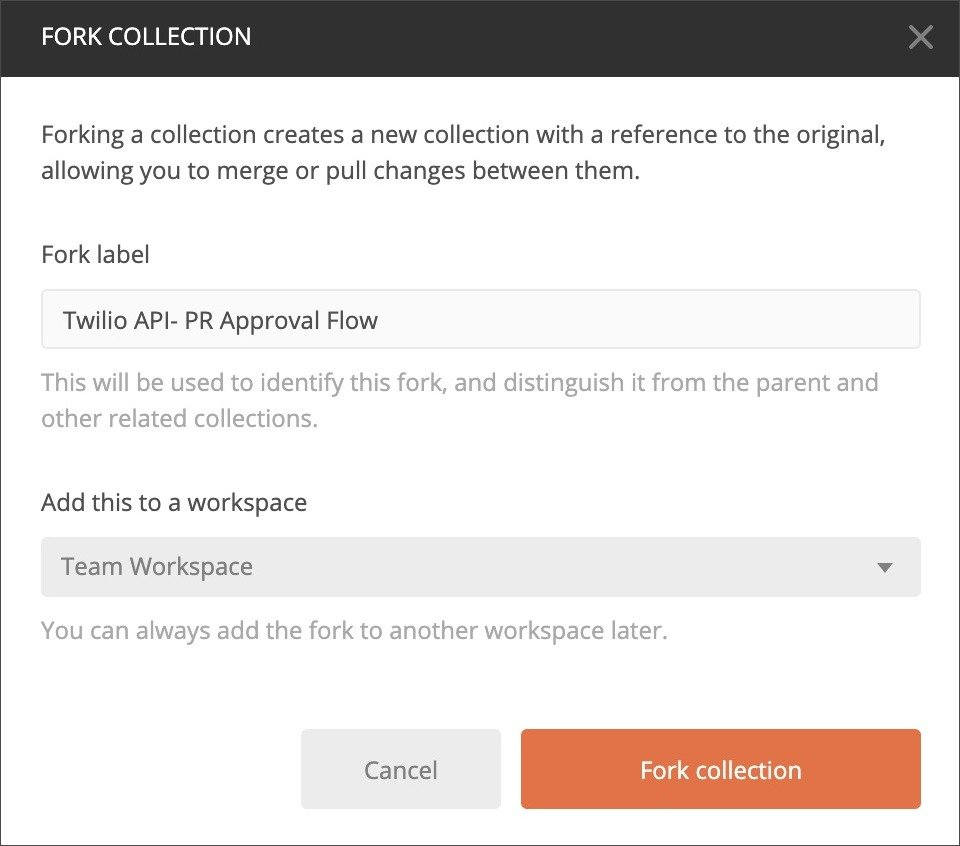 FORK COLLECTION
Forking a collection creates a new collection with a reference to the original,
allowing you to merge or pull changes between them.
Fork label
Twilio API- PR Approval Flow
This will be used to identify this fork, and distinguish it from the parent and
other related collections.
Add this to a workspace
Team Workspace
You can always add the fork to another workspace later.
Cancel
Fork collection